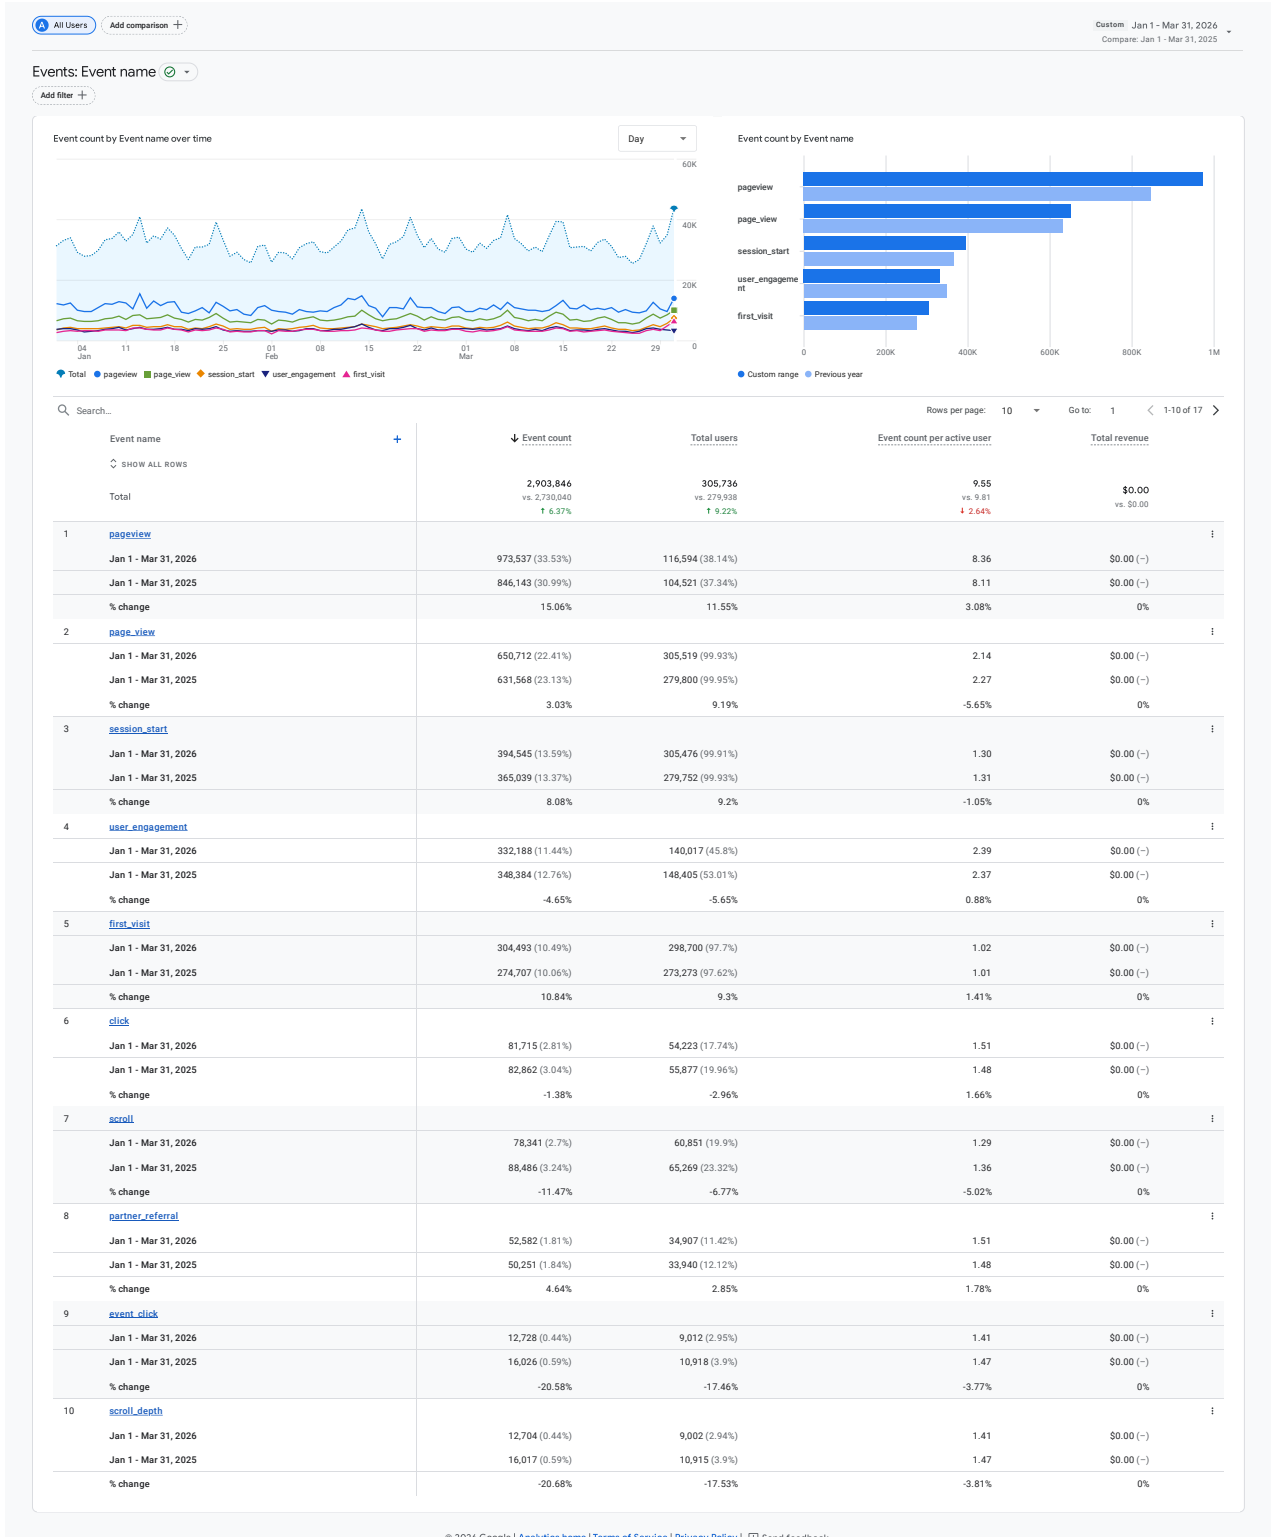 A All Users Add comparison
Custom Jan 1 - Mar 31, 2026
Compare: Jan 1 - Mar 31, 2025
Events: Event name
Add filter
Event count by Event name over time
Day
60K
40K
20K
0
04 11 18 25 01 08 15 22 01 08 15 22 29
Jan Feb Mar
Total pageview page_view session_start user_engagement first_visit
Event count by Event name
pageview
page_view
session_start
user_engageme
nt
first_visit
0 200K 400K 600K 800K 1M
Custom range Previous year
Search...
Rows per page: 10 Go to: 1 1-10 of 17
Event name Event count Total users Event count per active user Total revenue
SHOW ALL ROWS
Total 2,903,846 305,736 9.55 $0.00
vs. 2,730,040 vs. 279,938 vs. 9.81 vs. $0.00
↑ 6.37% ↑ 9.22% ↓ 2.64%
1 pageview
Jan 1 - Mar 31, 2026 973,537 (33.53%) 116,594 (38.14%) 8.36 $0.00 (–)
Jan 1 - Mar 31, 2025 846,143 (30.99%) 104,521 (37.34%) 8.11 $0.00 (–)
% change 15.06% 11.55% 3.08% 0%
2 page_view
Jan 1 - Mar 31, 2026 650,712 (22.41%) 305,519 (99.93%) 2.14 $0.00 (–)
Jan 1 - Mar 31, 2025 631,568 (23.13%) 279,800 (99.95%) 2.27 $0.00 (–)
% change 3.03% 9.19% -5.65% 0%
3 session_start
Jan 1 - Mar 31, 2026 394,545 (13.59%) 305,476 (99.91%) 1.30 $0.00 (–)
Jan 1 - Mar 31, 2025 365,039 (13.37%) 279,752 (99.93%) 1.31 $0.00 (–)
% change 8.08% 9.2% -1.05% 0%
4 user_engagement
Jan 1 - Mar 31, 2026 332,188 (11.44%) 140,017 (45.8%) 2.39 $0.00 (–)
Jan 1 - Mar 31, 2025 348,384 (12.76%) 148,405 (53.01%) 2.37 $0.00 (–)
% change -4.65% -5.65% 0.88% 0%
5 first_visit
Jan 1 - Mar 31, 2026 304,493 (10.49%) 298,700 (97.7%) 1.02 $0.00 (–)
Jan 1 - Mar 31, 2025 274,707 (10.06%) 273,273 (97.62%) 1.01 $0.00 (–)
% change 10.84% 9.3% 1.41% 0%
6 click
Jan 1 - Mar 31, 2026 81,715 (2.81%) 54,223 (17.74%) 1.51 $0.00 (–)
Jan 1 - Mar 31, 2025 82,862 (3.04%) 55,877 (19.96%) 1.48 $0.00 (–)
% change -1.38% -2.96% 1.66% 0%
7 scroll
Jan 1 - Mar 31, 2026 78,341 (2.7%) 60,851 (19.9%) 1.29 $0.00 (–)
Jan 1 - Mar 31, 2025 88,486 (3.24%) 65,269 (23.32%) 1.36 $0.00 (–)
% change -11.47% -6.77% -5.02% 0%
8 partner_referral
Jan 1 - Mar 31, 2026 52,582 (1.81%) 34,907 (11.42%) 1.51 $0.00 (–)
Jan 1 - Mar 31, 2025 50,251 (1.84%) 33,940 (12.12%) 1.48 $0.00 (–)
% change 4.64% 2.85% 1.78% 0%
9 event_click
Jan 1 - Mar 31, 2026 12,728 (0.44%) 9,012 (2.95%) 1.41 $0.00 (–)
Jan 1 - Mar 31, 2025 16,026 (0.59%) 10,918 (3.9%) 1.47 $0.00 (–)
% change -20.58% -17.46% -3.77% 0%
10 scroll_depth
Jan 1 - Mar 31, 2026 12,704 (0.44%) 9,002 (2.94%) 1.41 $0.00 (–)
Jan 1 - Mar 31, 2025 16,017 (0.59%) 10,915 (3.9%) 1.47 $0.00 (–)
% change -20.68% -17.53% -3.81% 0%
© 2026 Google | Analytics home | Terms of Service | Privacy Policy | Send feedback